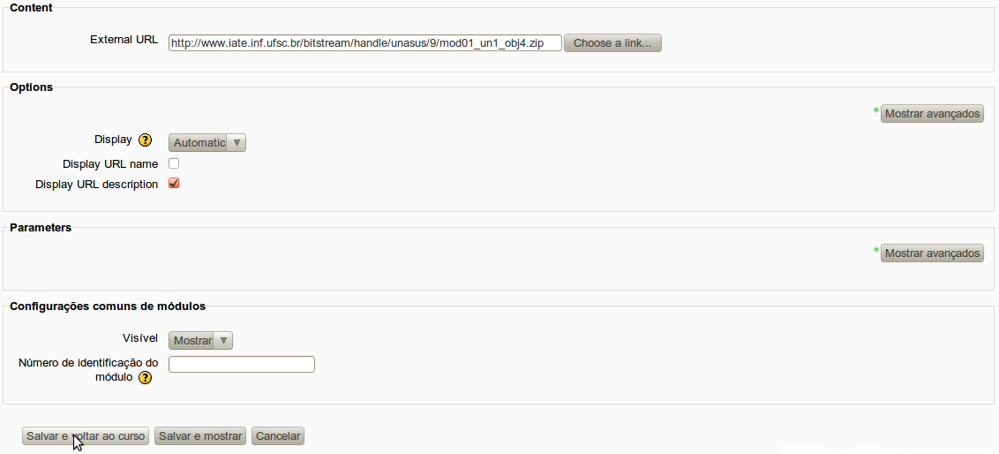 Content
External URL http://www.iate.inf.ufsc.br/bitstream/handle/unasus/9/mod01_un1_obj4.zip Choose a link...
Options
* Mostrar avançados
Display ? Automatic
Display URL name
Display URL description
Parameters
* Mostrar avançados
Configurações comuns de módulos
Visível Mostrar
Número de identificação do
módulo ?
Salvar e voltar ao curso Salvar e mostrar Cancelar